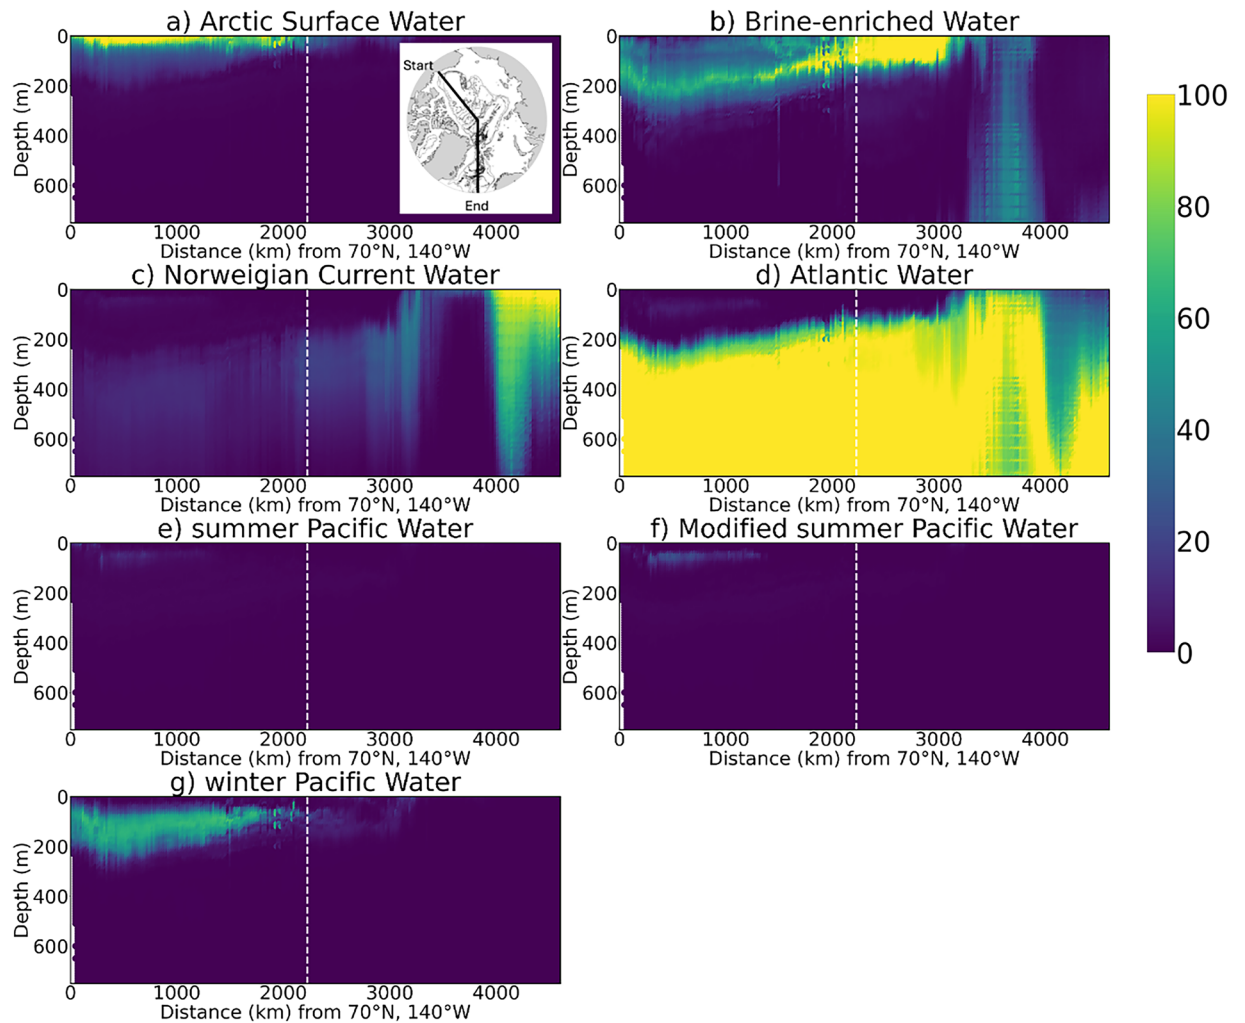 a) Arctic Surface Water
0
200
400
600
Depth (m)
Start
End
0 1000 2000 3000 4000
Distance (km) from 70°N, 140°W
b) Brine-enriched Water
0
200
400
600
Depth (m)
0 1000 2000 3000 4000
Distance (km) from 70°N, 140°W
c) Norweigian Current Water
0
200
400
600
Depth (m)
0 1000 2000 3000 4000
Distance (km) from 70°N, 140°W
d) Atlantic Water
0
200
400
600
Depth (m)
0 1000 2000 3000 4000
Distance (km) from 70°N, 140°W
e) summer Pacific Water
0
200
400
600
Depth (m)
0 1000 2000 3000 4000
Distance (km) from 70°N, 140°W
f) Modified summer Pacific Water
0
200
400
600
Depth (m)
0 1000 2000 3000 4000
Distance (km) from 70°N, 140°W
g) winter Pacific Water
0
200
400
600
Depth (m)
0 1000 2000 3000 4000
Distance (km) from 70°N, 140°W
100
80
60
40
20
0